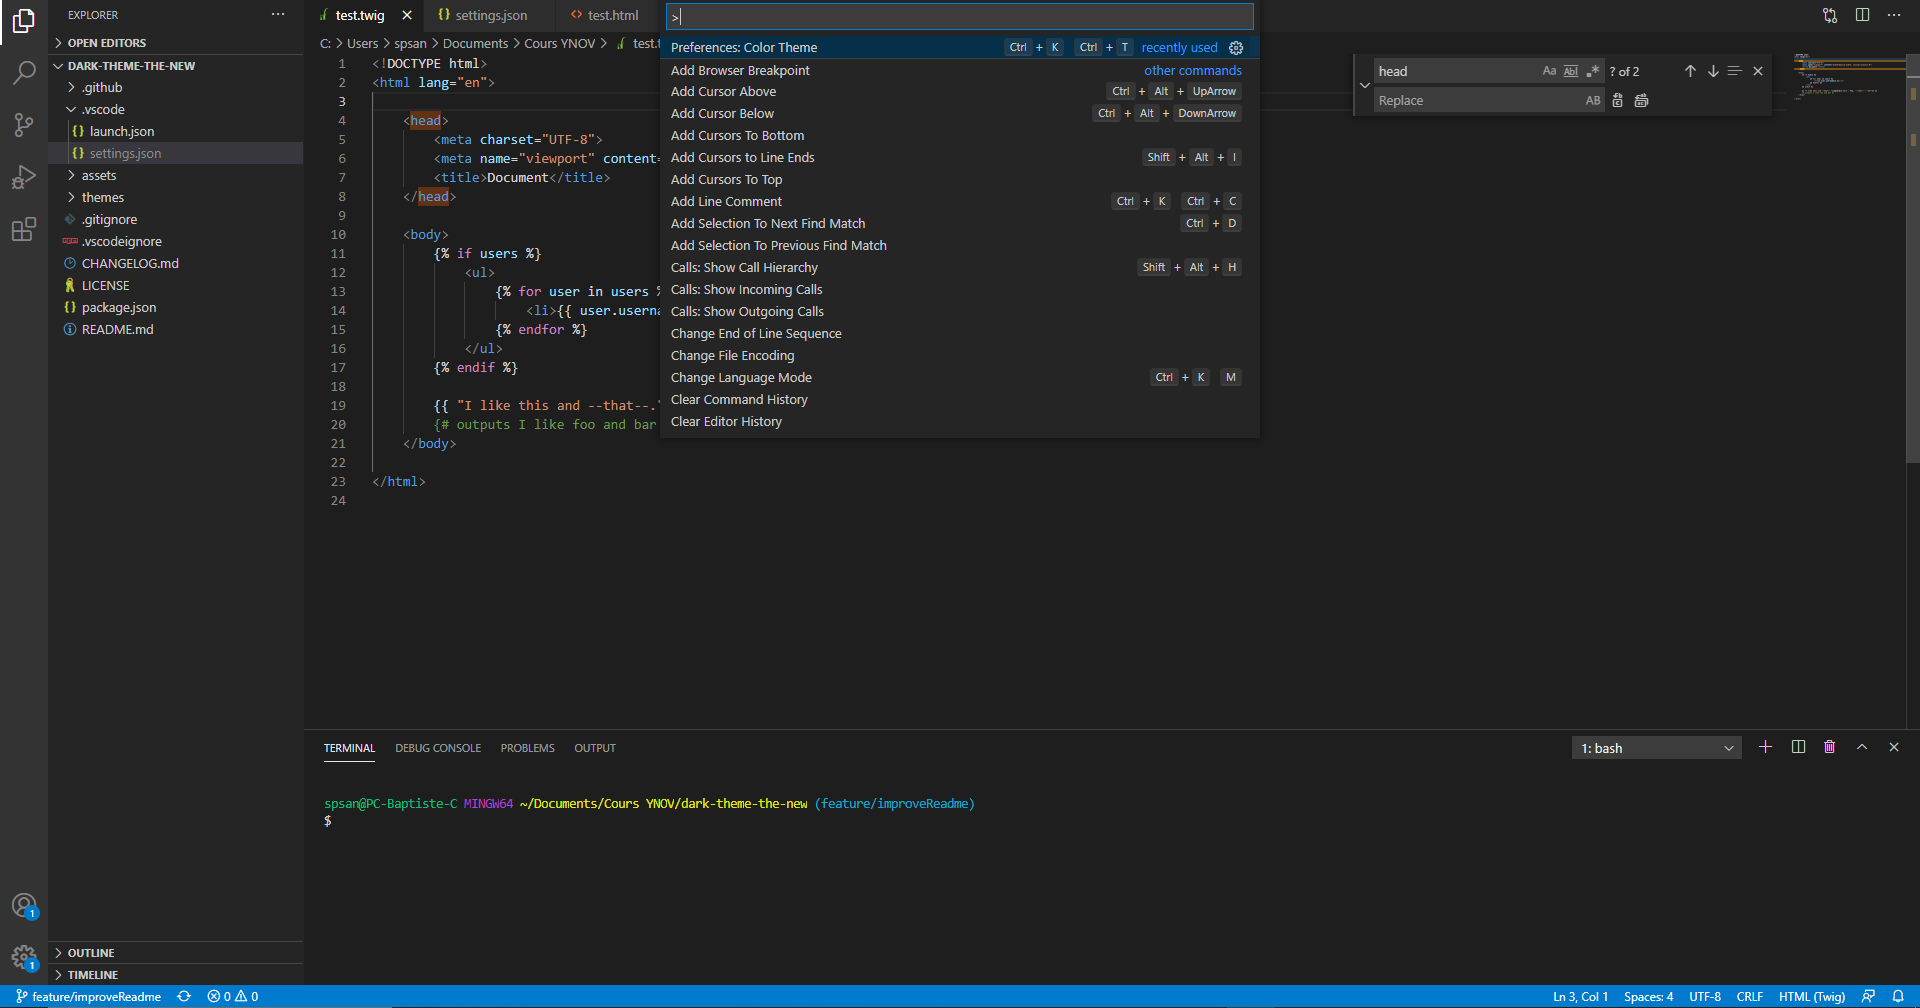 EXPLORER
OPEN EDITORS
DARK-THEME-THE-NEW
.github
.vscode
launch.json
settings.json
assets
themes
.gitignore
.vscodeignore
CHANGELOG.md
LICENSE
package.json
README.md
OUTLINE
TIMELINE
test.twig
settings.json
test.html
C: > Users > spsan > Documents > Cours YNOV > test.t
1 <!DOCTYPE html>
2 <html lang="en">
3
4 <head>
5 <meta charset="UTF-8">
6 <meta name="viewport" content=
7 <title>Document</title>
8 </head>
9
10 <body>
11 {% if users %}
12 <ul>
13 {% for user in users %
14 <li>{{ user.userna
15 {% endfor %}
16 </ul>
17 {% endif %}
18
19 {{ "I like this and --that--."
20 {# outputs I like foo and bar
21 </body>
22
23 </html>
24
>
Preferences: Color Theme Ctrl + K Ctrl + T recently used
Add Browser Breakpoint other commands
Add Cursor Above Ctrl + Alt + UpArrow
Add Cursor Below Ctrl + Alt + DownArrow
Add Cursors To Bottom
Add Cursors to Line Ends Shift + Alt + I
Add Cursors To Top
Add Line Comment Ctrl + K Ctrl + C
Add Selection To Next Find Match Ctrl + D
Add Selection To Previous Find Match
Calls: Show Call Hierarchy Shift + Alt + H
Calls: Show Incoming Calls
Calls: Show Outgoing Calls
Change End of Line Sequence
Change File Encoding
Change Language Mode Ctrl + K M
Clear Command History
Clear Editor History
head Aa Abl .* ? of 2
Replace AB
TERMINAL DEBUG CONSOLE PROBLEMS OUTPUT 1: bash
spsan@PC-Baptiste-C MINGW64 ~/Documents/Cours YNOV/dark-theme-the-new (feature/improveReadme)
$
1
1
feature/improveReadme 0 0 Ln 3, Col 1 Spaces: 4 UTF-8 CRLF HTML (Twig)